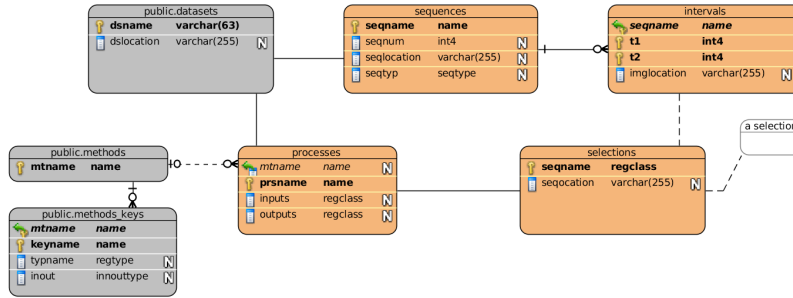 public.datasets
dsname varchar(63)
dslocation varchar(255) N
sequences
seqname name
seqnum int4 N
seqlocation varchar(255) N
seqtyp seqtype N
intervals
seqname name
t1 int4
t2 int4
imglocation varchar(255) N
a selection
public.methods
mtname name
processes
mtname name N
prsname name
inputs regclass N
outputs regclass N
selections
seqname regclass
seqocation varchar(255) N
public.methods_keys
mtname name
keyname name
typname regtype N
inout innouttype N